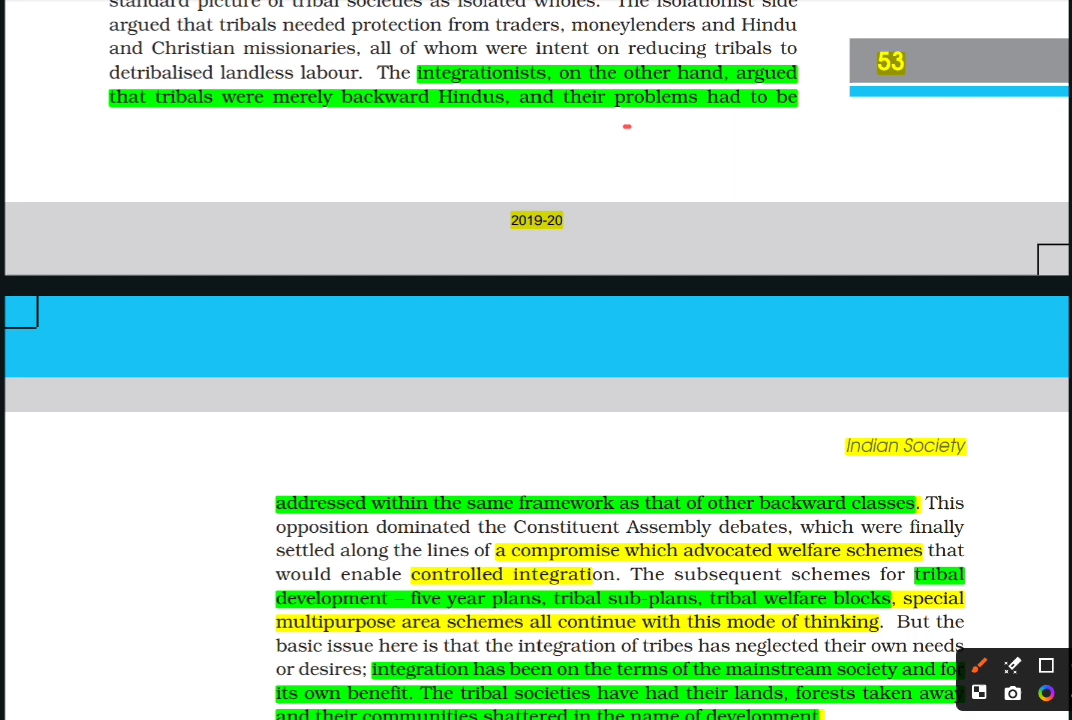 standard picture of tribal societies as isolated wholes. The isolationist side
argued that tribals needed protection from traders, moneylenders and Hindu
and Christian missionaries, all of whom were intent on reducing tribals to
detribalised landless labour. The integrationists, on the other hand, argued
that tribals were merely backward Hindus, and their problems had to be
53
2019-20
Indian Society
addressed within the same framework as that of other backward classes. This
opposition dominated the Constituent Assembly debates, which were finally
settled along the lines of a compromise which advocated welfare schemes that
would enable controlled integration. The subsequent schemes for tribal
development – five year plans, tribal sub-plans, tribal welfare blocks, special
multipurpose area schemes all continue with this mode of thinking. But the
basic issue here is that the integration of tribes has neglected their own needs
or desires; integration has been on the terms of the mainstream society and for
its own benefit. The tribal societies have had their lands, forests taken away
and their communities shattered in the name of development.